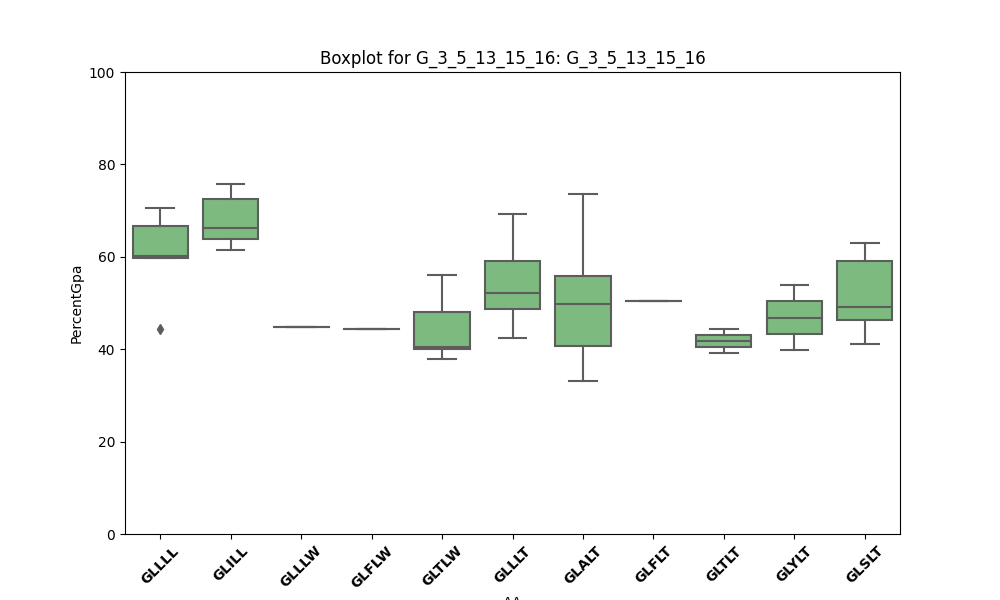 Boxplot for G_3_5_13_15_16: G_3_5_13_15_16
100
80
60
40
20
0
PercentGpa
GLLLL GLILL GLLLW GLFLW GLTLW GLLLT GLALT GLFLT GLTLT GLYLT GLSLT